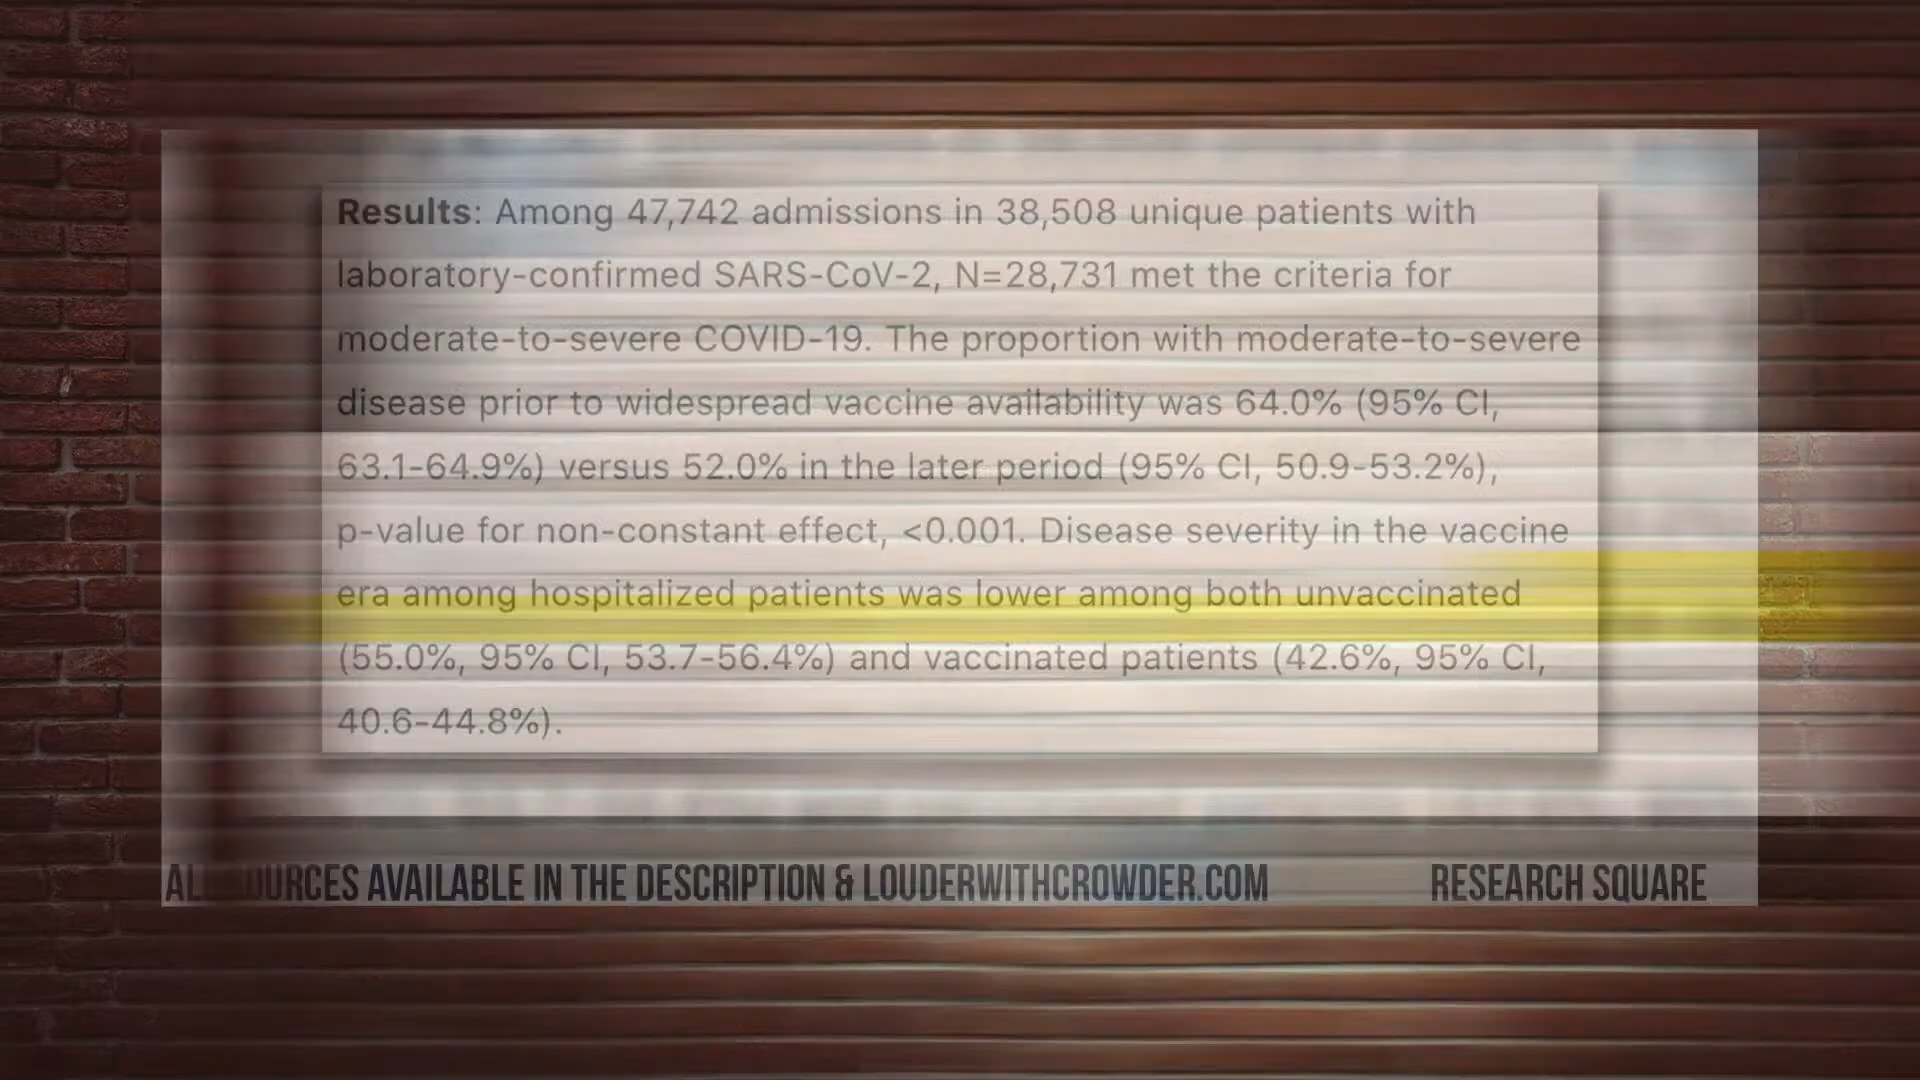 Results: Among 47,742 admissions in 38,508 unique patients with
laboratory-confirmed SARS-CoV-2, N=28,731 met the criteria for
moderate-to-severe COVID-19. The proportion with moderate-to-severe
disease prior to widespread vaccine availability was 64.0% (95% CI,
63.1-64.9%) versus 52.0% in the later period (95% CI, 50.9-53.2%),
p-value for non-constant effect, <0.001. Disease severity in the vaccine
era among hospitalized patients was lower among both unvaccinated
(55.0%, 95% CI, 53.7-56.4%) and vaccinated patients (42.6%, 95% CI,
40.6-44.8%).
ALL SOURCES AVAILABLE IN THE DESCRIPTION & LOUDERWITHCROWDER.COM
RESEARCH SQUARE